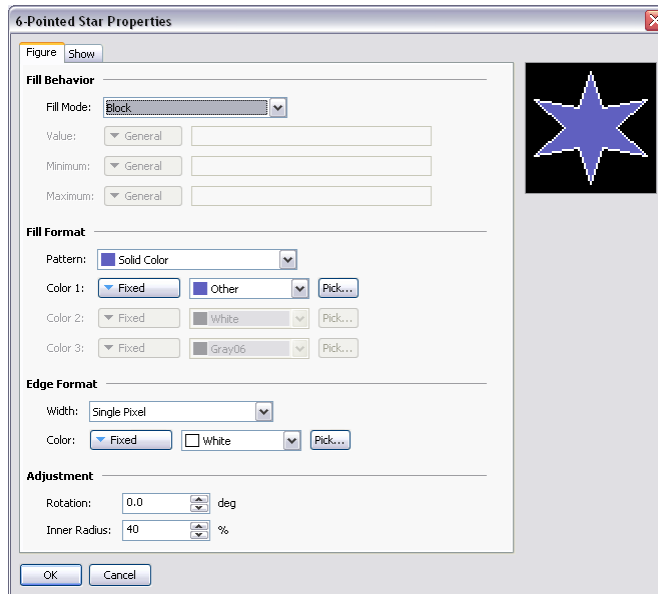 6-Pointed Star Properties
Figure Show
Fill Behavior
Fill Mode: Block
Value: General
Minimum: General
Maximum: General
Fill Format
Pattern: Solid Color
Color 1: Fixed Other Pick...
Color 2: Fixed White Pick...
Color 3: Fixed Gray06 Pick...
Edge Format
Width: Single Pixel
Color: Fixed White Pick...
Adjustment
Rotation: 0.0 deg
Inner Radius: 40 %
OK Cancel